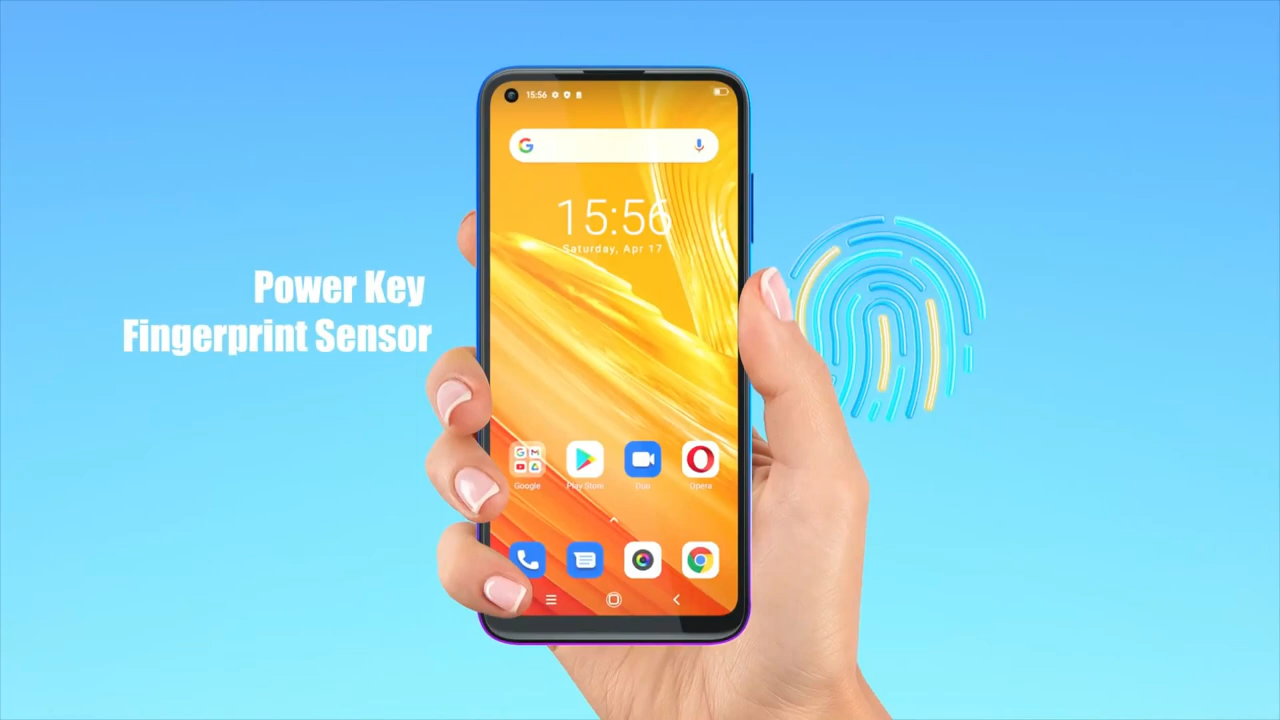 15:56
15:56
Saturday, Apr 17
Power Key
Fingerprint Sensor
Google
Play Store
Duo
Opera